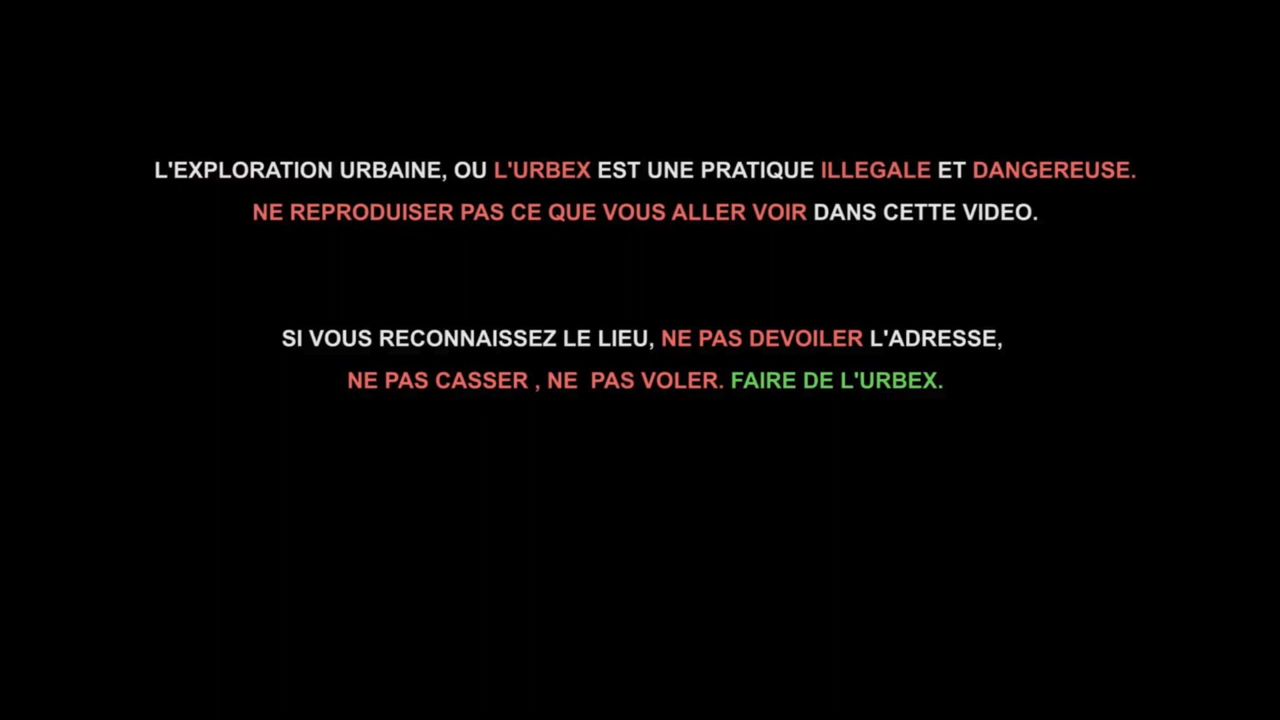 L'EXPLORATION URBAINE, OU L'URBEX EST UNE PRATIQUE ILLEGALE ET DANGEREUSE.
NE REPRODUISER PAS CE QUE VOUS ALLER VOIR DANS CETTE VIDEO.
SI VOUS RECONNAISSEZ LE LIEU, NE PAS DEVOILER L'ADRESSE,
NE PAS CASSER , NE  PAS VOLER. FAIRE DE L'URBEX.